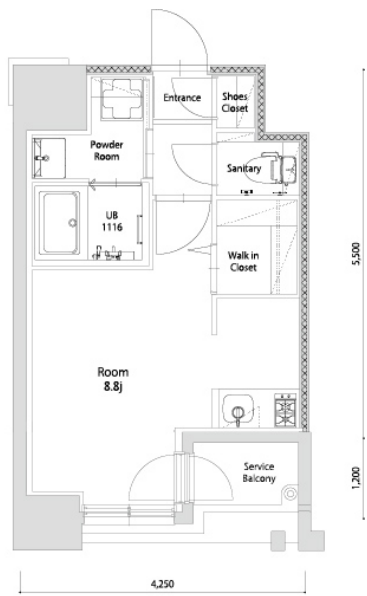 Entrance
Shoes
Closet
Powder
Room
Sanitary
UB
1116
Walk in
Closet
5,500
Room
8.8j
Service
Balcony
1,200
4,250